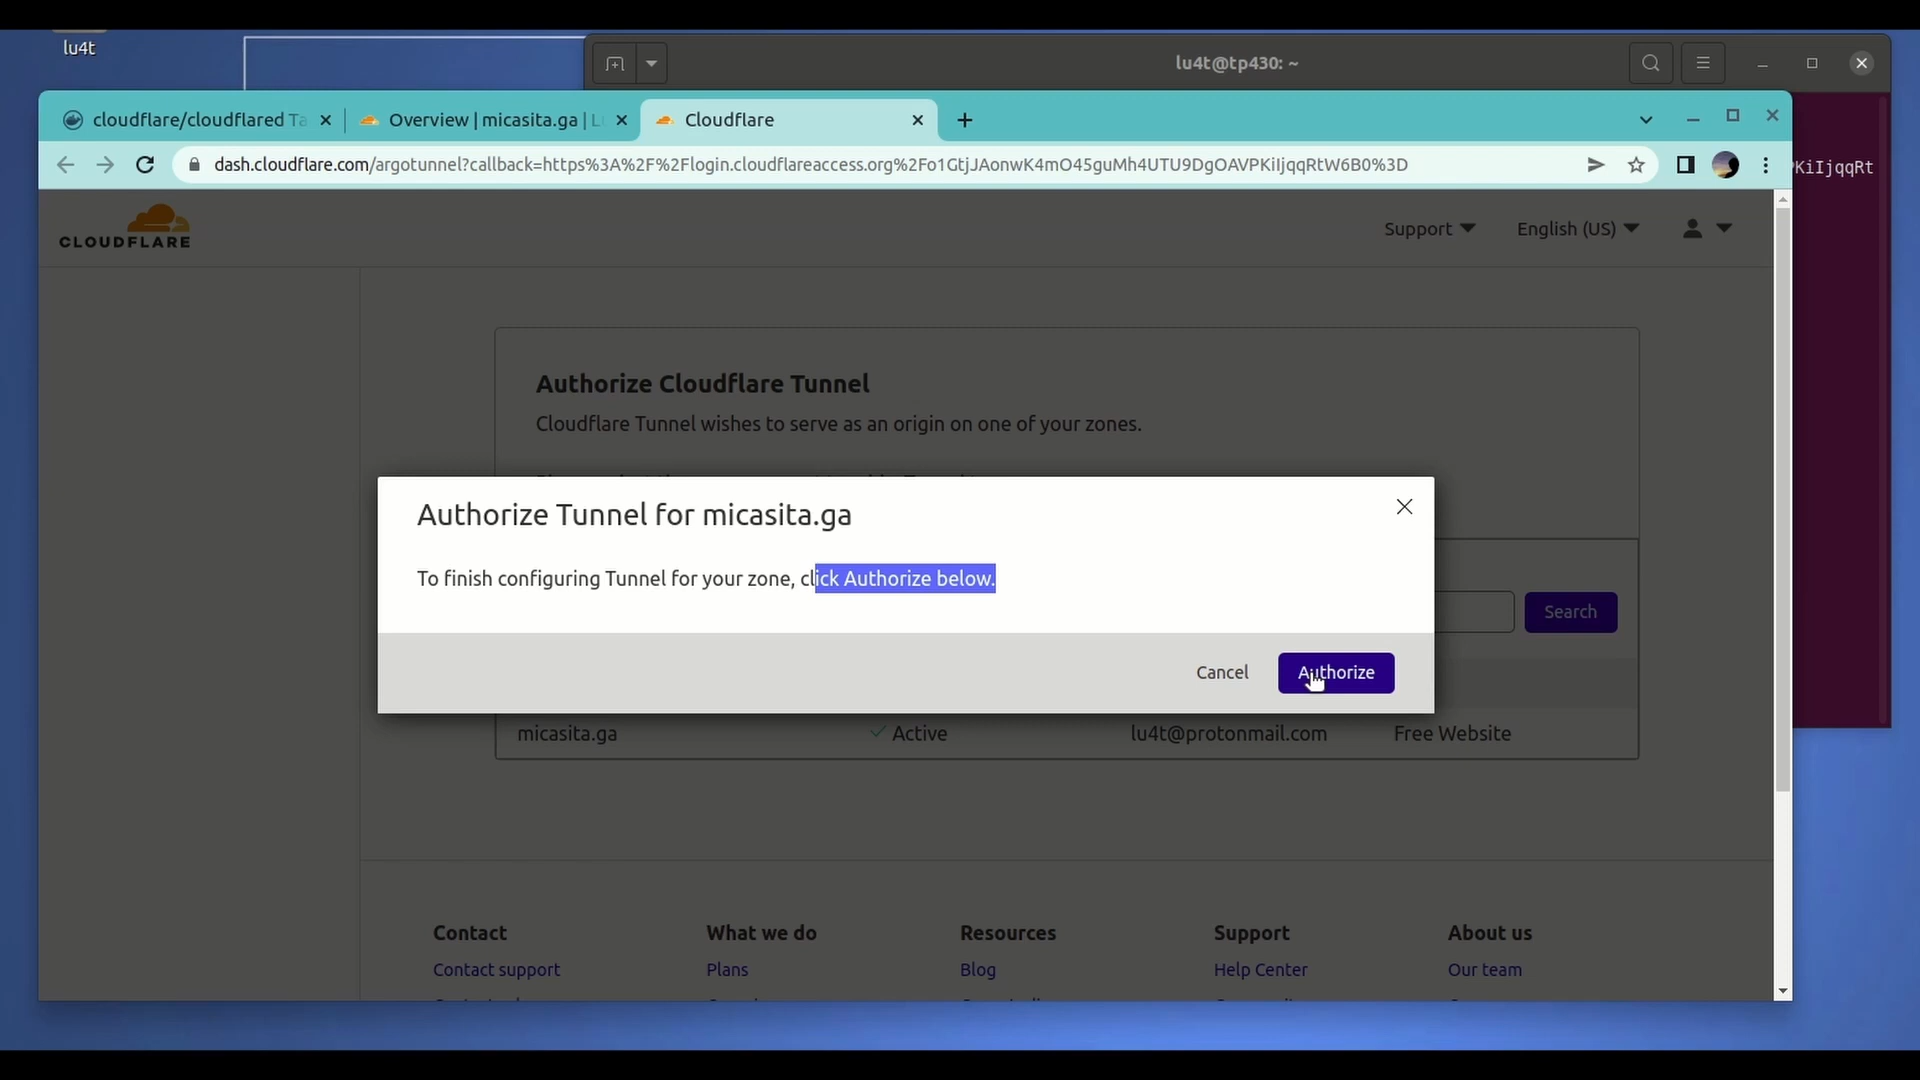 lu4t
lu4t@tp430: ~
cloudflare/cloudflared Ta
Overview | micasita.ga | L
Cloudflare
dash.cloudflare.com/argotunnel?callback=https%3A%2F%2Flogin.cloudflareaccess.org%2Fo1GtjJAonwK4mO45guMh4UTU9DgOAVPKiIjqqRtW6B0%3D
KiIjqqRt
CLOUDFLARE
Support
English (US)
Authorize Cloudflare Tunnel
Cloudflare Tunnel wishes to serve as an origin on one of your zones.
Authorize Tunnel for micasita.ga
To finish configuring Tunnel for your zone, click Authorize below.
Search
Cancel
Authorize
micasita.ga
Active
lu4t@protonmail.com
Free Website
Contact
What we do
Resources
Support
About us
Contact support
Plans
Blog
Help Center
Our team